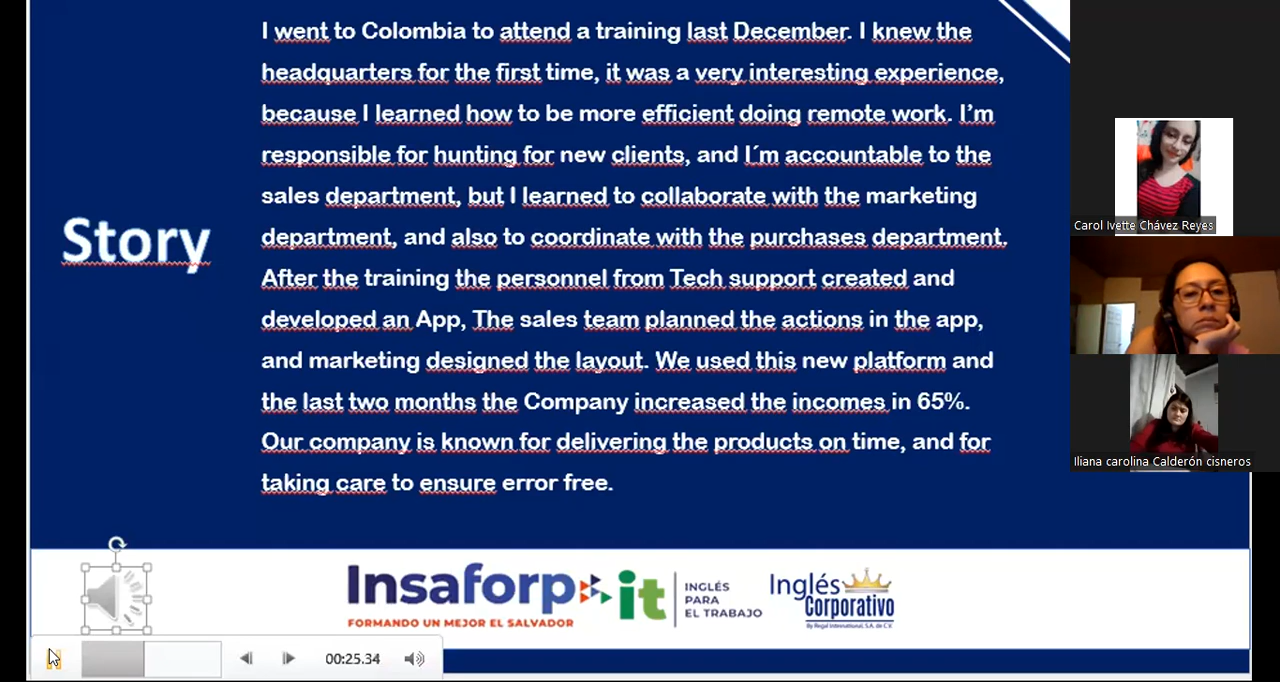 I went to Colombia to attend a training last December. I knew the
headquarters for the first time, it was a very interesting experience,
because I learned how to be more efficient doing remote work. I’m
responsible for hunting for new clients, and I´m accountable to the
sales department, but I learned to collaborate with the marketing
department, and also to coordinate with the purchases department.
After the training the personnel from Tech support created and
developed an App, The sales team planned the actions in the app,
and marketing designed the layout. We used this new platform and
the last two months the Company increased the incomes in 65%.
Our company is known for delivering the products on time, and for
taking care to ensure error free.
Story
Carol Ivette Chávez Reyes
Iliana carolina Calderón cisneros
Insaforp
FORMANDO UN MEJOR EL SALVADOR
it
INGLÉS
PARA
EL TRABAJO
Inglés
Corporativo
By Regal International, S.A. de C.V.
00:25.34